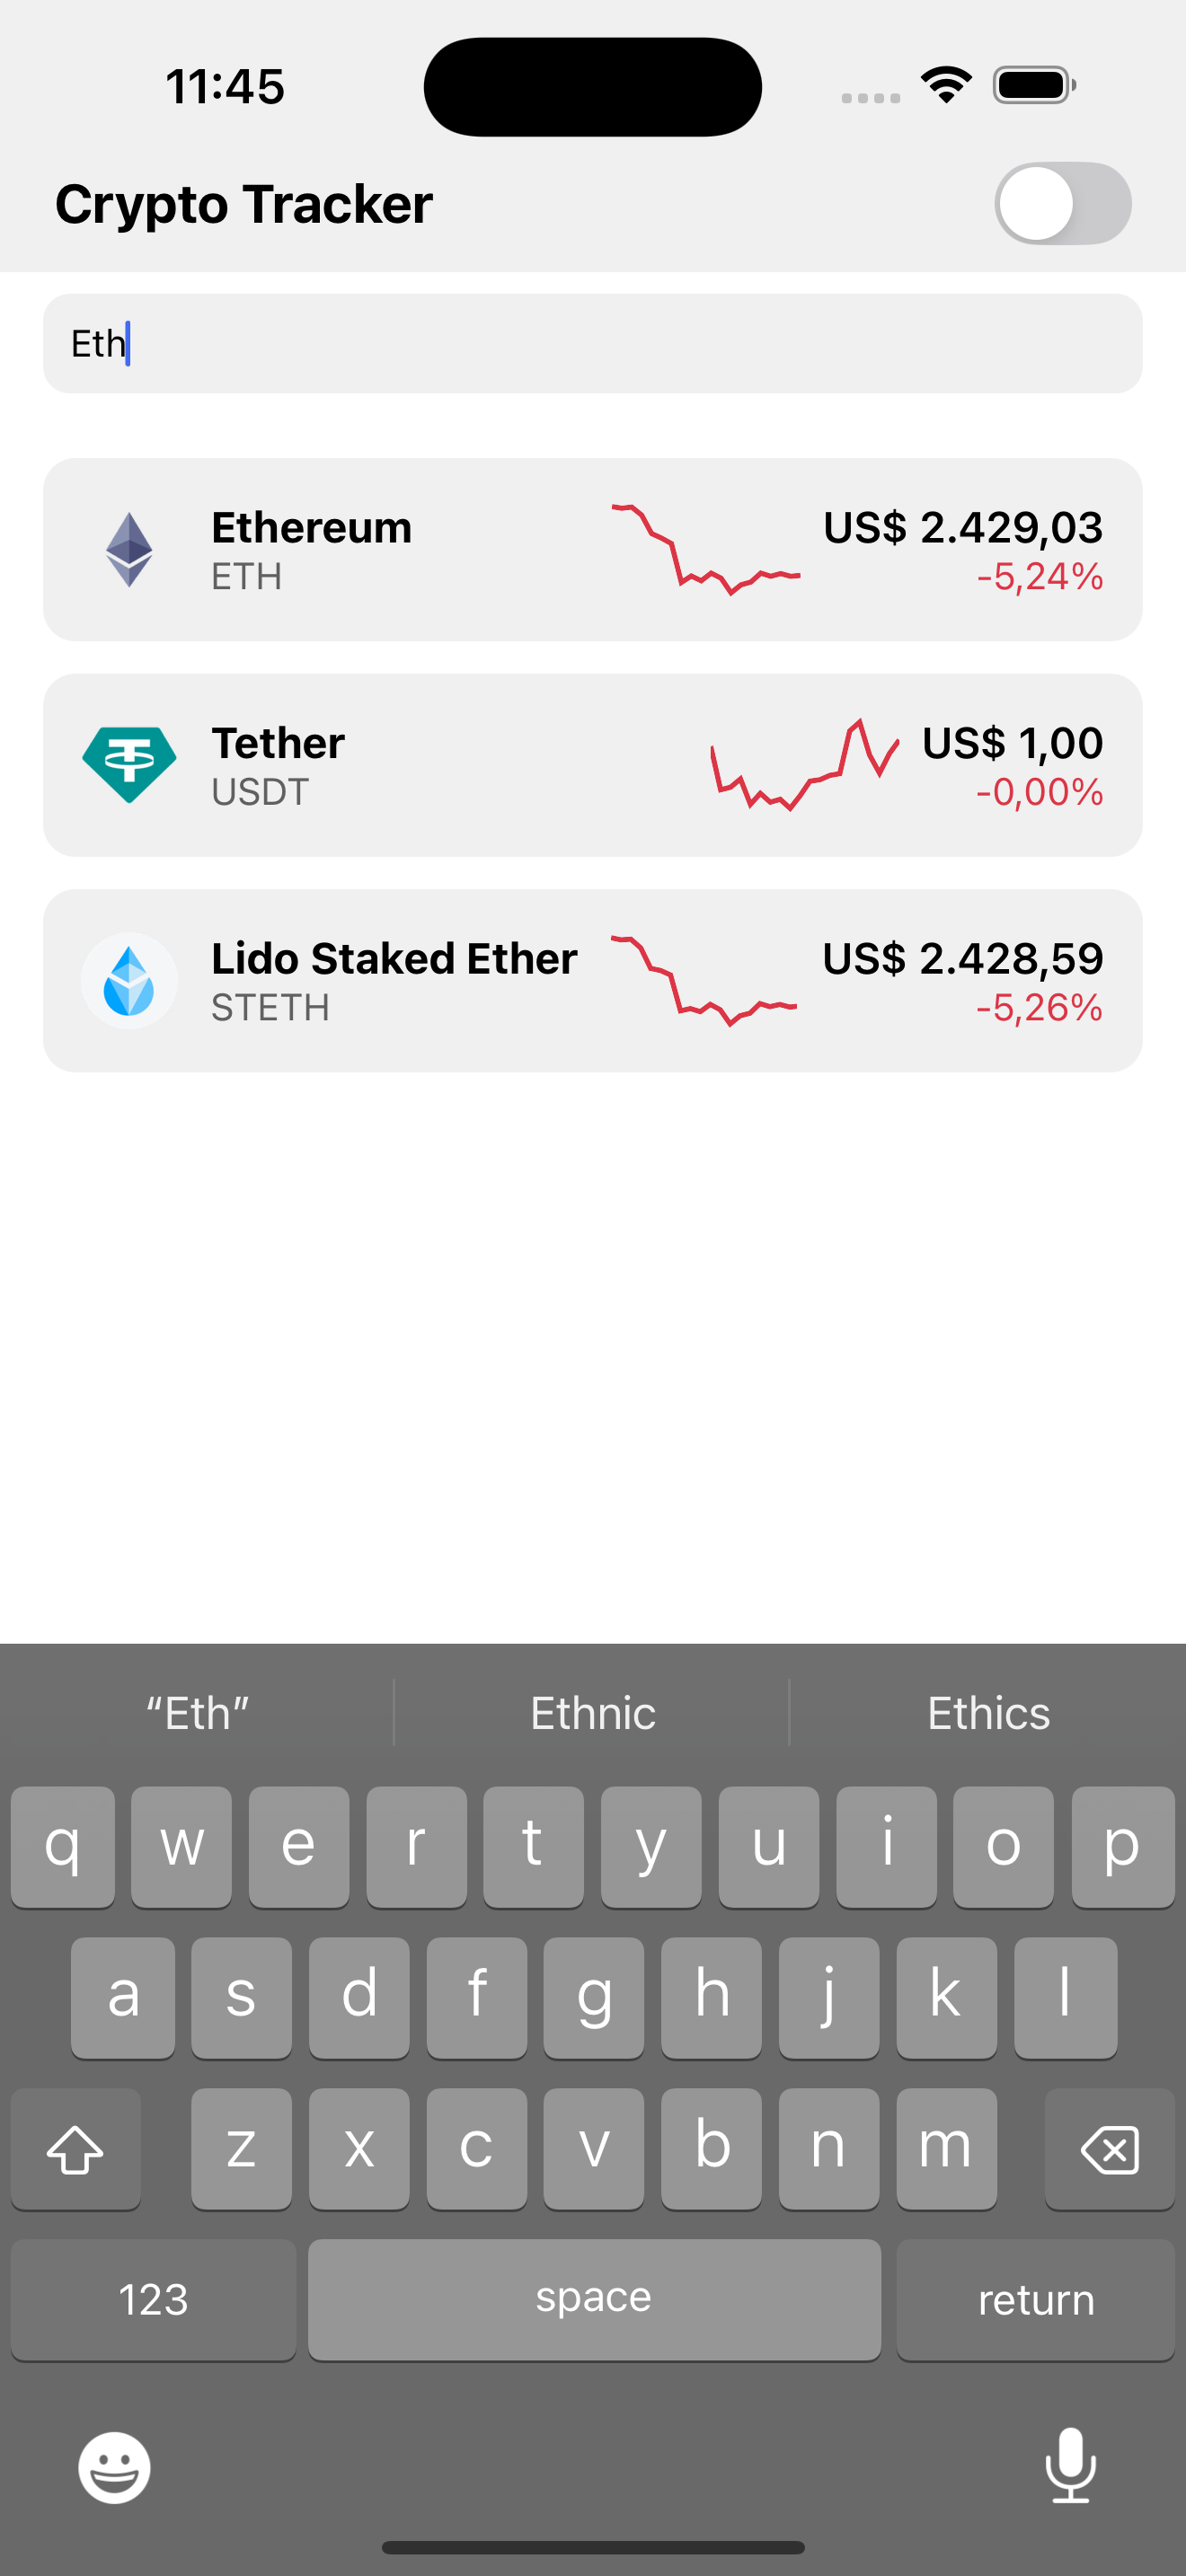 11:45
Crypto Tracker
Eth
Ethereum
US$ 2.429,03
ETH
-5,24%
Tether
US$ 1,00
USDT
-0,00%
Lido Staked Ether
US$ 2.428,59
STETH
-5,26%
“Eth” Ethnic Ethics
q w e r t y u i o p
a s d f g h j k l
z x c v b n m
123 space return